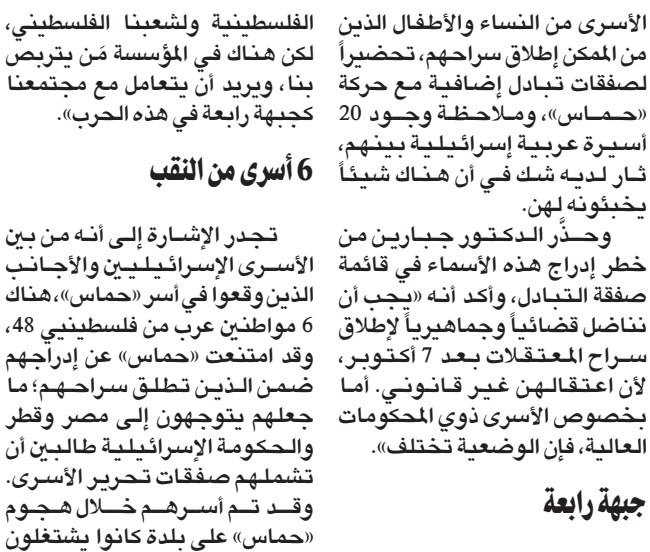 الأسرى من النساء والأطفال الذين
من الممكن إطلاق سراحهم، تحضيراً
لصفقات تبادل إضافية مع حركة
«حماس»، وملاحظة وجود 20
أسيرة عربية إسرائيلية بينهم،
ثار لديه شك في أن هناك شيئاً
يخبئونه لهن.
وحذَّر الدكتور جبارين من
خطر إدراج هذه الأسماء في قائمة
صفقة التبادل، وأكد أنه «يجب أن
نناضل قضائياً وجماهيرياً لإطلاق
سراح المعتقلات بعد 7 أكتوبر،
لأن اعتقالهن غير قانوني. أما
بخصوص الأسرى ذوي المحكومات
العالية، فإن الوضعية تختلف».
جبهة رابعة
الفلسطينية ولشعبنا الفلسطيني،
لكن هناك في المؤسسة مَن يتربص
بنا، ويريد أن يتعامل مع مجتمعنا
كجبهة رابعة في هذه الحرب».
6 أسرى من النقب
تجدر الإشارة إلى أنه من بين
الأسرى الإسرائيليين والأجانب
الذين وقعوا في أسر «حماس»، هناك
6 مواطنين عرب من فلسطينيي 48،
وقد امتنعت «حماس» عن إدراجهم
ضمن الذين تطلق سراحهم؛ ما
جعلهم يتوجهون إلى مصر وقطر
والحكومة الإسرائيلية طالبين أن
تشملهم صفقات تحرير الأسرى.
وقد تم أسرهم خلال هجوم
«حماس» على بلدة كانوا يشتغلون